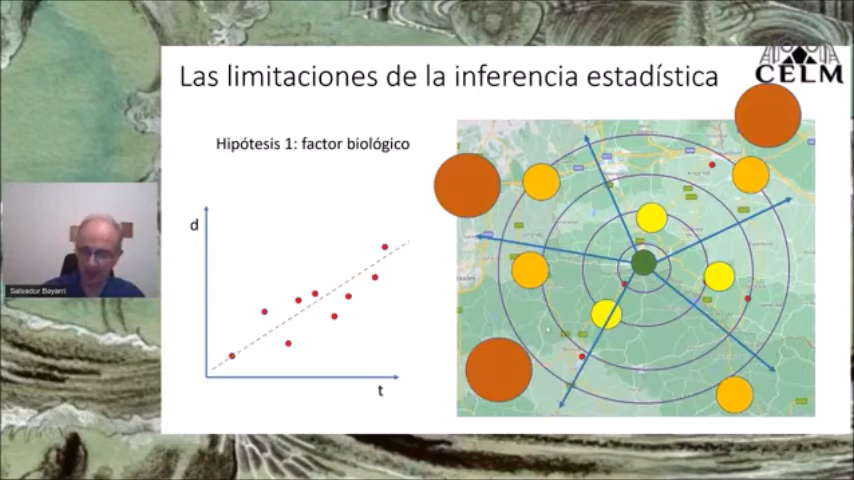 Las limitaciones de la inferencia estadística
CELM
Hipótesis 1: factor biológico
d
t
Salvador Bayarri